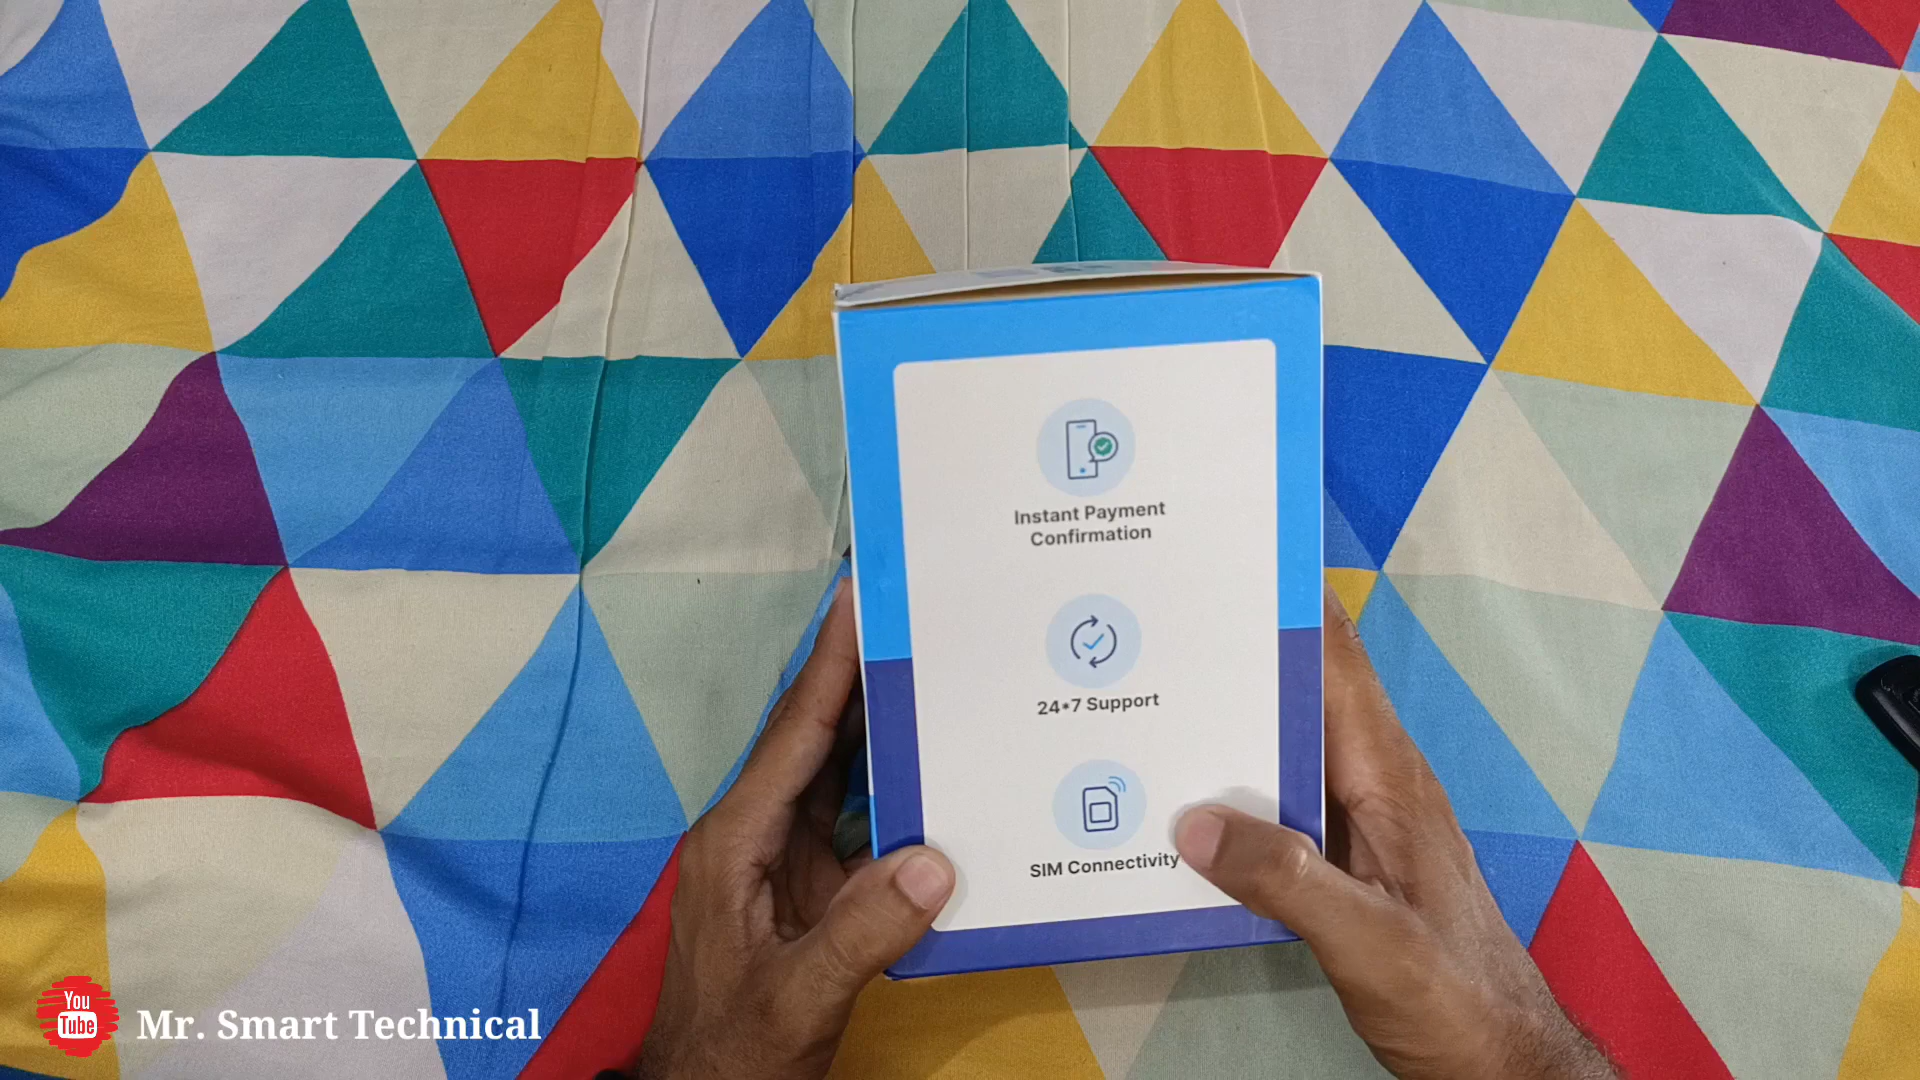 Instant Payment
Confirmation
24*7 Support
SIM Connectivity
You
Tube
Mr. Smart Technical